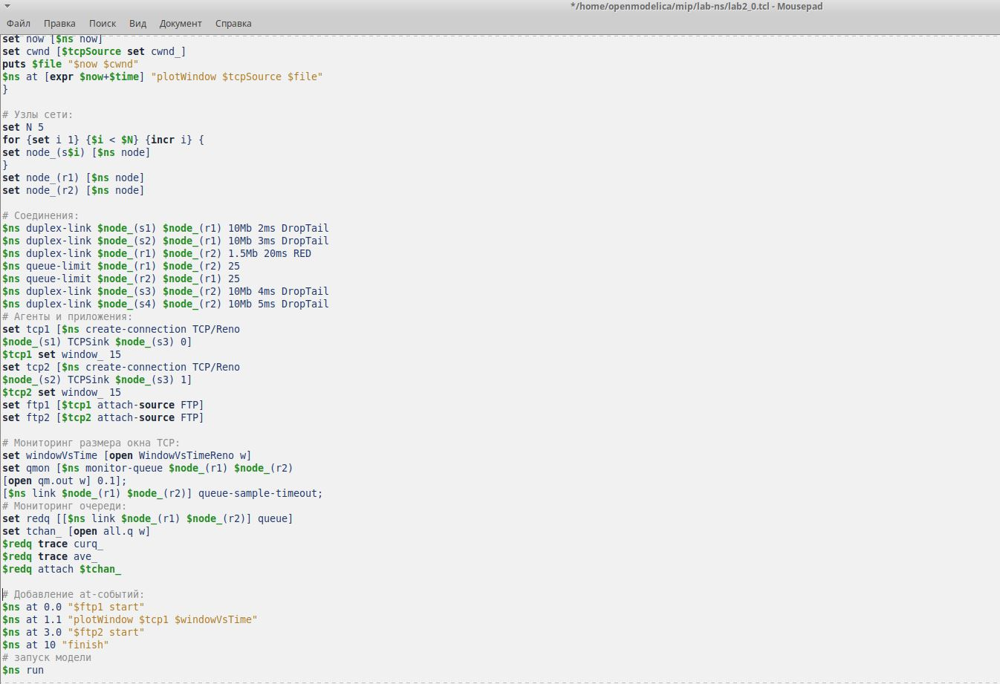 */home/openmodelica/mip/lab-ns/lab2_0.tcl - Mousepad
Файл Правка Поиск Вид Документ Справка
set now [$ns now]
set cwnd [$tcpSource set cwnd_]
puts $file "$now $cwnd"
$ns at [expr $now+$time] "plotWindow $tcpSource $file"
}
# Узлы сети:
set N 5
for {set i 1} {$i < $N} {incr i} {
set node_(s$i) [$ns node]
}
set node_(r1) [$ns node]
set node_(r2) [$ns node]
# Соединения:
$ns duplex-link $node_(s1) $node_(r1) 10Mb 2ms DropTail
$ns duplex-link $node_(s2) $node_(r1) 10Mb 3ms DropTail
$ns duplex-link $node_(r1) $node_(r2) 1.5Mb 20ms RED
$ns queue-limit $node_(r1) $node_(r2) 25
$ns queue-limit $node_(r2) $node_(r1) 25
$ns duplex-link $node_(s3) $node_(r2) 10Mb 4ms DropTail
$ns duplex-link $node_(s4) $node_(r2) 10Mb 5ms DropTail
# Агенты и приложения:
set tcp1 [$ns create-connection TCP/Reno
$node_(s1) TCPSink $node_(s3) 0]
$tcp1 set window_ 15
set tcp2 [$ns create-connection TCP/Reno
$node_(s2) TCPSink $node_(s3) 1]
$tcp2 set window_ 15
set ftp1 [$tcp1 attach-source FTP]
set ftp2 [$tcp2 attach-source FTP]
# Мониторинг размера окна TCP:
set windowVsTime [open WindowVsTimeReno w]
set qmon [$ns monitor-queue $node_(r1) $node_(r2)
[open qm.out w] 0.1];
[$ns link $node_(r1) $node_(r2)] queue-sample-timeout;
# Мониторинг очереди:
set redq [[$ns link $node_(r1) $node_(r2)] queue]
set tchan_ [open all.q w]
$redq trace curq_
$redq trace ave_
$redq attach $tchan_
# Добавление at-событий:
$ns at 0.0 "$ftp1 start"
$ns at 1.1 "plotWindow $tcp1 $windowVsTime"
$ns at 3.0 "$ftp2 start"
$ns at 10 "finish"
# запуск модели
$ns run